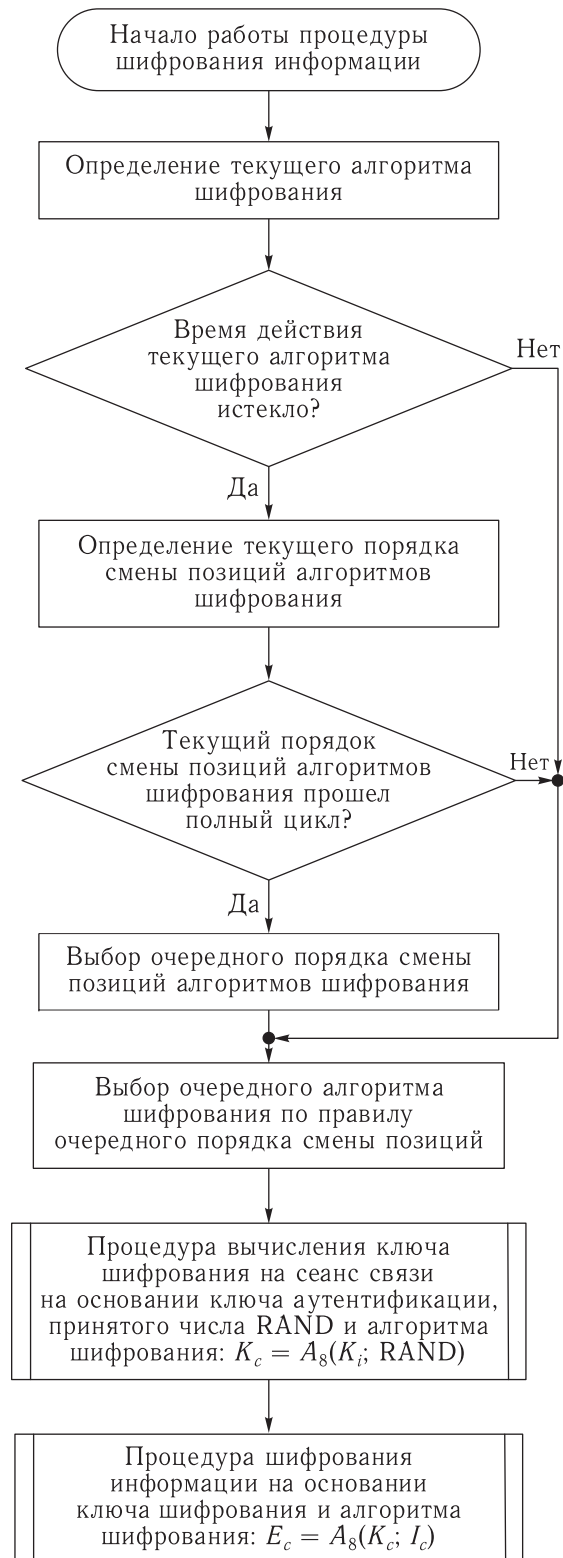 Начало работы процедуры
шифрования информации
Определение текущего алгоритма
шифрования
Время действия
текущего алгоритма
шифрования
истекло?
Нет
Да
Определение текущего порядка
смены позиций алгоритмов
шифрования
Текущий порядок
смены позиций алгоритмов
шифрования прошел
полный цикл?
Нет
Да
Выбор очередного порядка смены
позиций алгоритмов шифрования
Выбор очередного алгоритма
шифрования по правилу
очередного порядка смены позиций
Процедура вычисления ключа
шифрования на сеанс связи
на основании ключа аутентификации,
принятого числа RAND и алгоритма
шифрования: K_c = A_8(K_i; RAND)
Процедура шифрования
информации на основании
ключа шифрования и алгоритма
шифрования: E_c = A_8(K_c; I_c)